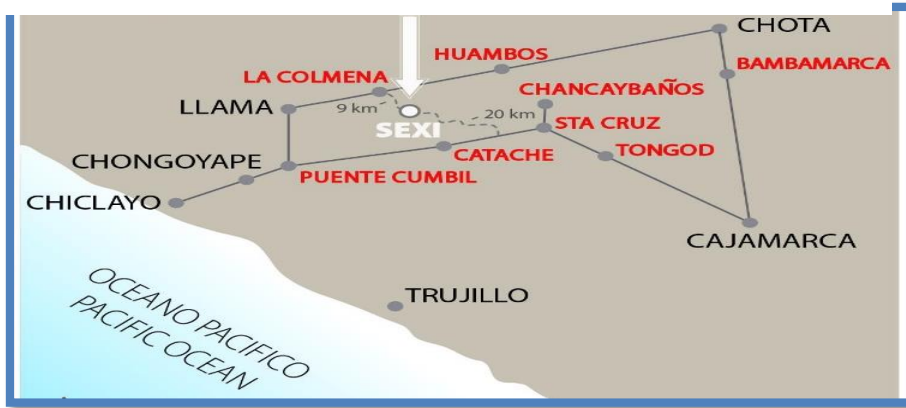 CHOTA
HUAMBOS
BAMBAMARCA
LA COLMENA
CHANCAYBAÑOS
LLAMA
9 km
20 km
SEXI
STA CRUZ
CHONGOYAPE
CATACHE
TONGOD
PUENTE CUMBIL
CHICLAYO
CAJAMARCA
TRUJILLO
OCEANO PACIFICO
PACIFIC OCEAN